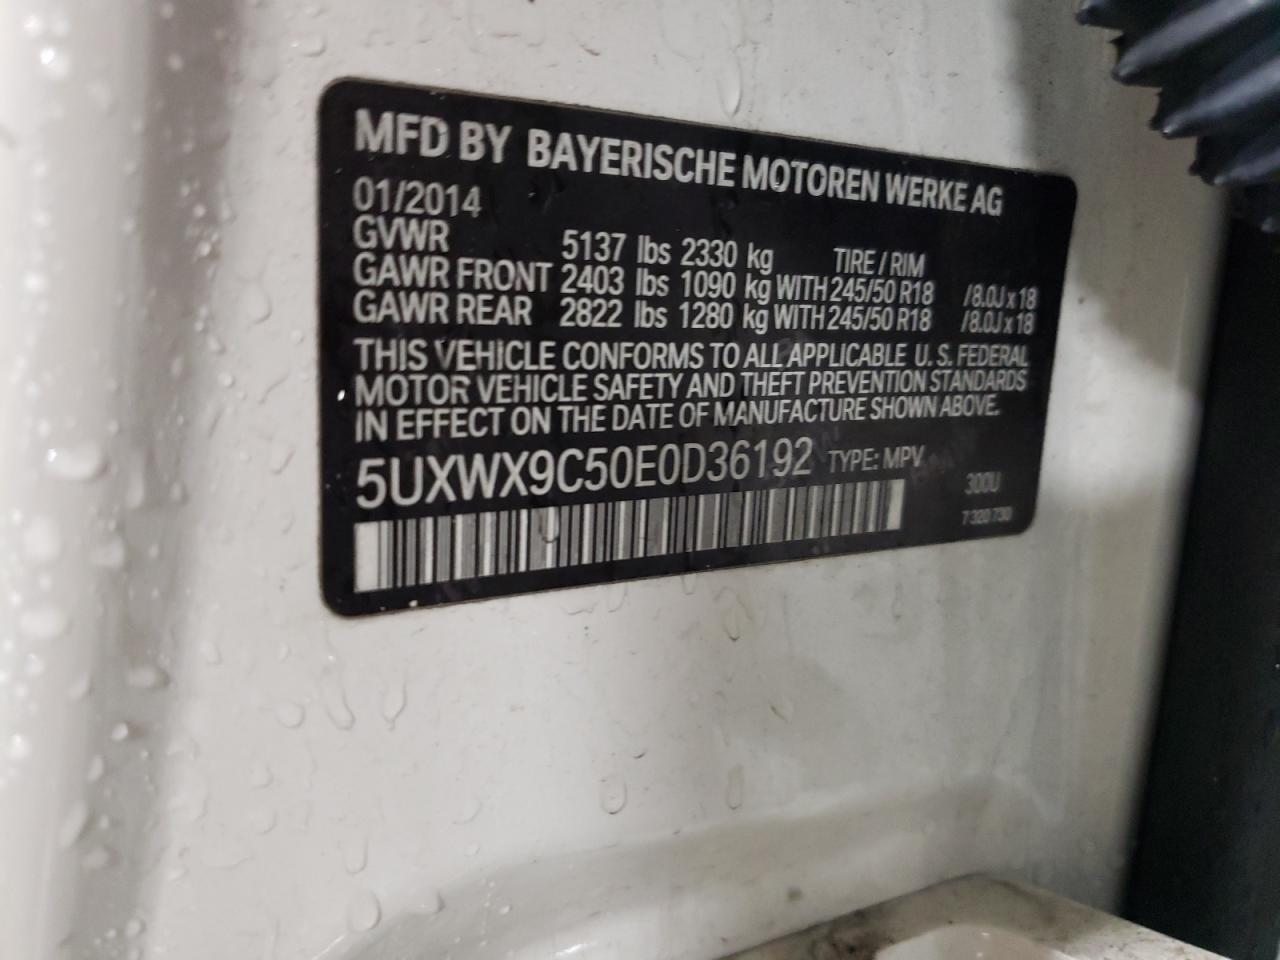 MFD BY BAYERISCHE MOTOREN WERKE AG
01/2014
GVWR 5137 lbs 2330 kg TIRE / RIM
GAWR FRONT 2403 lbs 1090 kg WITH 245/50 R18 /8.0J x 18
GAWR REAR 2822 lbs 1280 kg WITH 245/50 R18 /8.0J x 18
THIS VEHICLE CONFORMS TO ALL APPLICABLE U. S. FEDERAL
MOTOR VEHICLE SAFETY AND THEFT PREVENTION STANDARDS
IN EFFECT ON THE DATE OF MANUFACTURE SHOWN ABOVE.
5UXWX9C50E0D36192 TYPE: MPV
300U
7 320 730